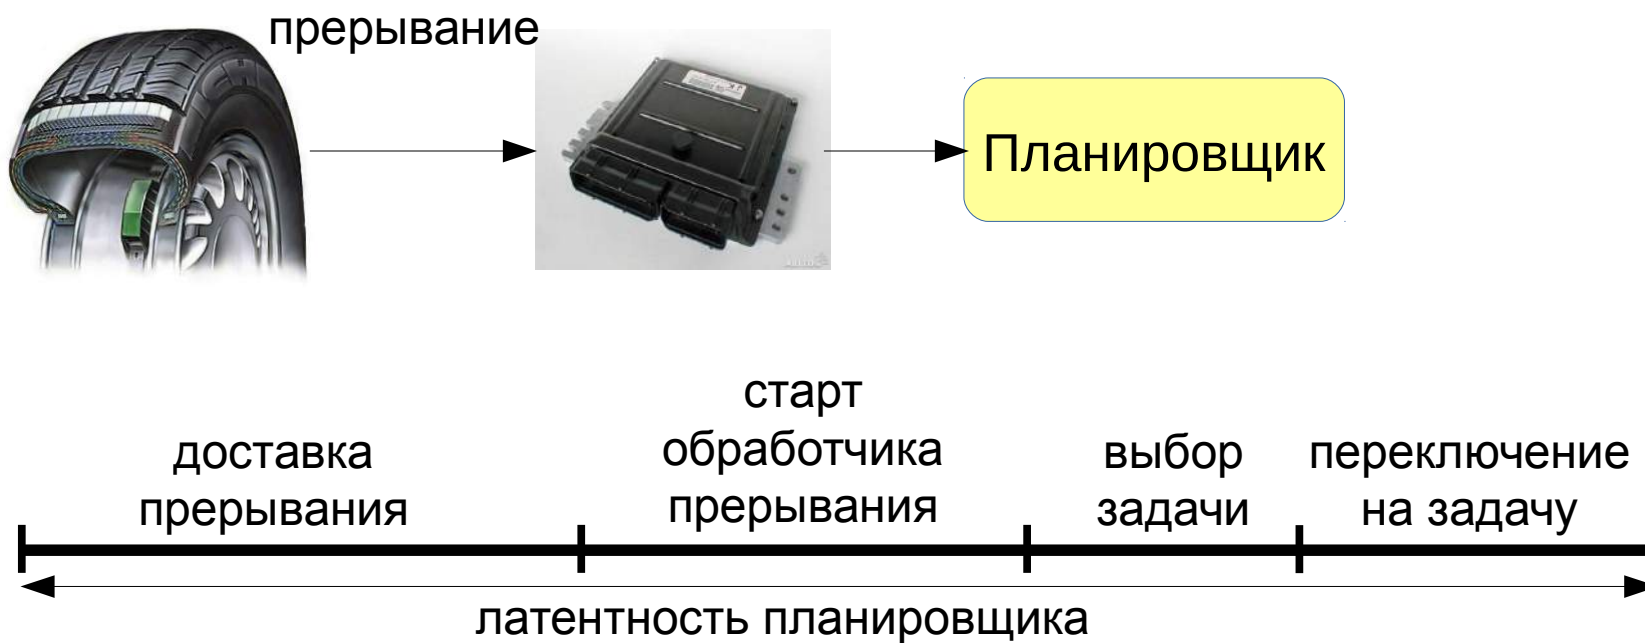 прерывание
Планировщик
доставка
прерывания
старт
обработчика
прерывания
выбор
задачи
переключение
на задачу
латентность планировщика